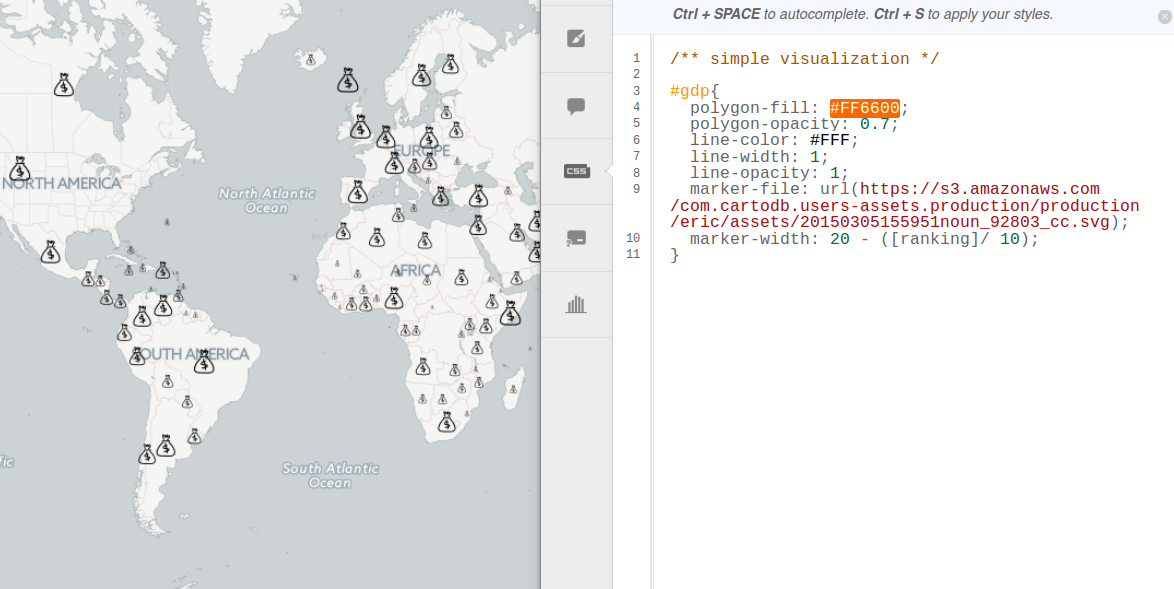 NORTH AMERICA
North Atlantic
Ocean
EUROPE
AFRICA
SOUTH AMERICA
South Atlantic
Ocean
fic
CSS
Ctrl + SPACE to autocomplete. Ctrl + S to apply your styles.
1 /** simple visualization */
2
3 #gdp{
4 polygon-fill: #FF6600;
5 polygon-opacity: 0.7;
6 line-color: #FFF;
7 line-width: 1;
8 line-opacity: 1;
9 marker-file: url(https://s3.amazonaws.com
/com.cartodb.users-assets.production/production
/eric/assets/20150305155951noun_92803_cc.svg);
10 marker-width: 20 - ([ranking]/ 10);
11 }